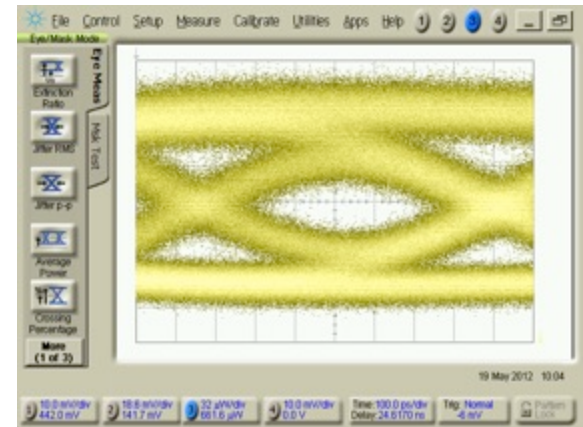 File Control Setup Measure Calibrate Utilities Apps Help 1 2 3 4
Eye/Mask Mode
Eye Meas
Mask Test
Extinction
Ratio
Jitter RMS
Jitter p-p
Average
Power
Crossing
Percentage
More
(1 of 3)
19 May 2012 10:04
1) 10.0 mV/div
442.0 mV
2) 18.6 mV/div
141.7 mV
3) 32 µW/div
681.6 µW
4) 10.0 mV/div
0.0 V
Time:100.0 ps/div
Delay:24.6170 ns
Trig: Normal
-6 mV
Pattern
Lock